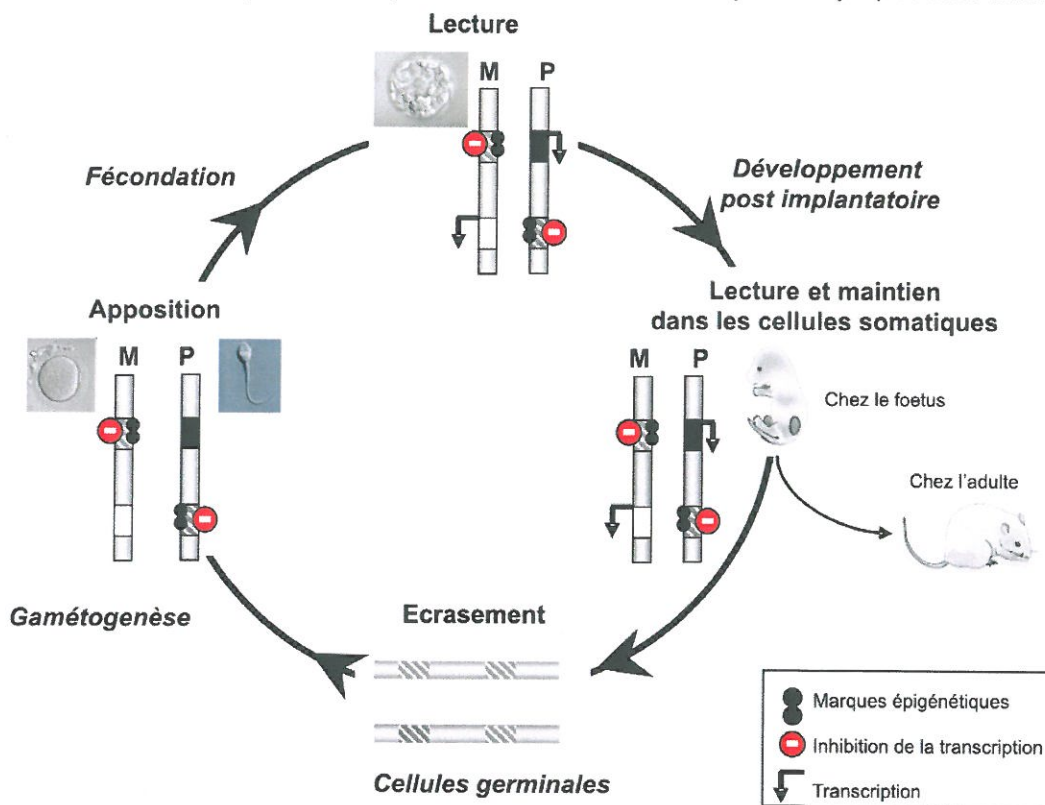 Lecture
M P
Fécondation
Développement
post implantatoire
Apposition
M P
Lecture et maintien
dans les cellules somatiques
M P
Chez le foetus
Chez l'adulte
Gamétogenèse
Ecrasement
Cellules germinales
Marques épigénétiques
Inhibition de la transcription
Transcription